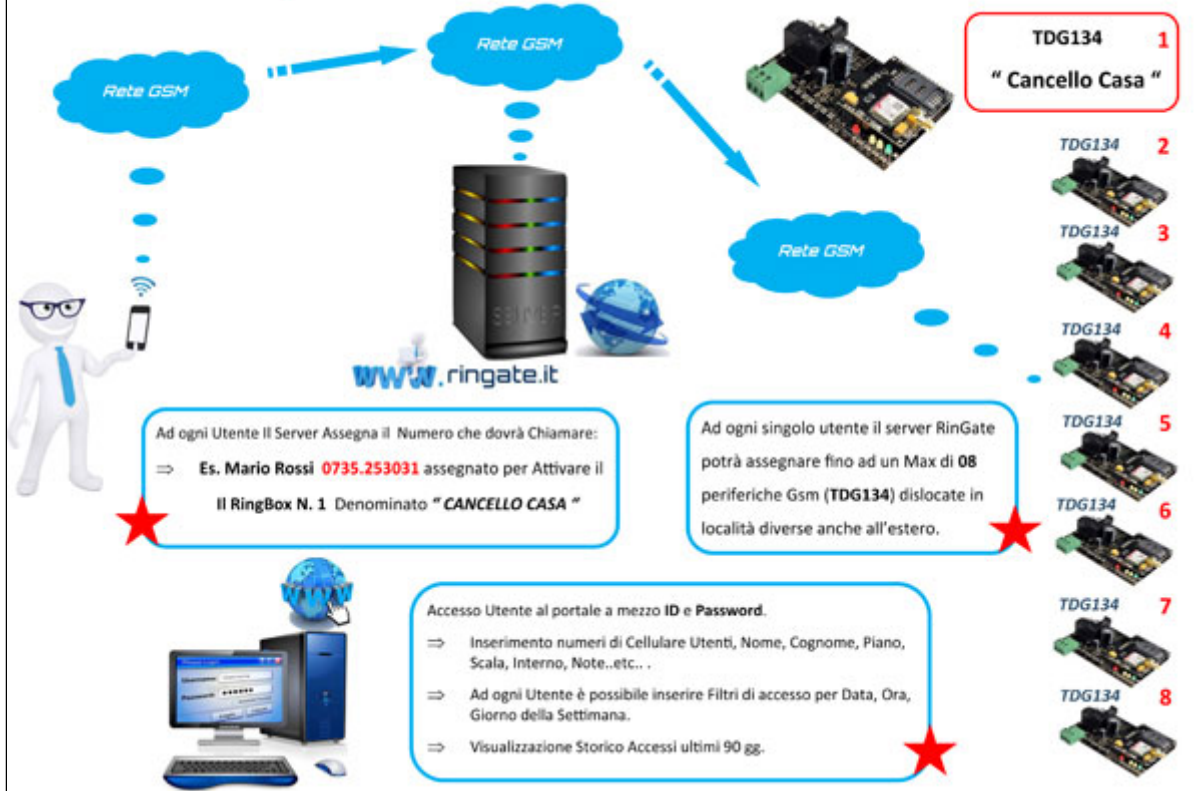 Rete GSM
Rete GSM
Rete GSM
TDG134 1
“ Cancello Casa “
TDG134 2
TDG134 3
TDG134 4
TDG134 5
TDG134 6
TDG134 7
TDG134 8
www.ringate.it
Ad ogni Utente Il Server Assegna il Numero che dovrà Chiamare:
⇒ Es. Mario Rossi 0735.253031 assegnato per Attivare il
Il RingBox N. 1 Denominato “ CANCELLO CASA “
Ad ogni singolo utente il server RinGate
potrà assegnare fino ad un Max di 08
periferiche Gsm (TDG134) dislocate in
località diverse anche all'estero.
WWW
Accesso Utente al portale a mezzo ID e Password.
⇒ Inserimento numeri di Cellulare Utenti, Nome, Cognome, Piano,
Scala, Interno, Note..etc.. .
⇒ Ad ogni Utente è possibile inserire Filtri di accesso per Data, Ora,
Giorno della Settimana.
⇒ Visualizzazione Storico Accessi ultimi 90 gg.
Password